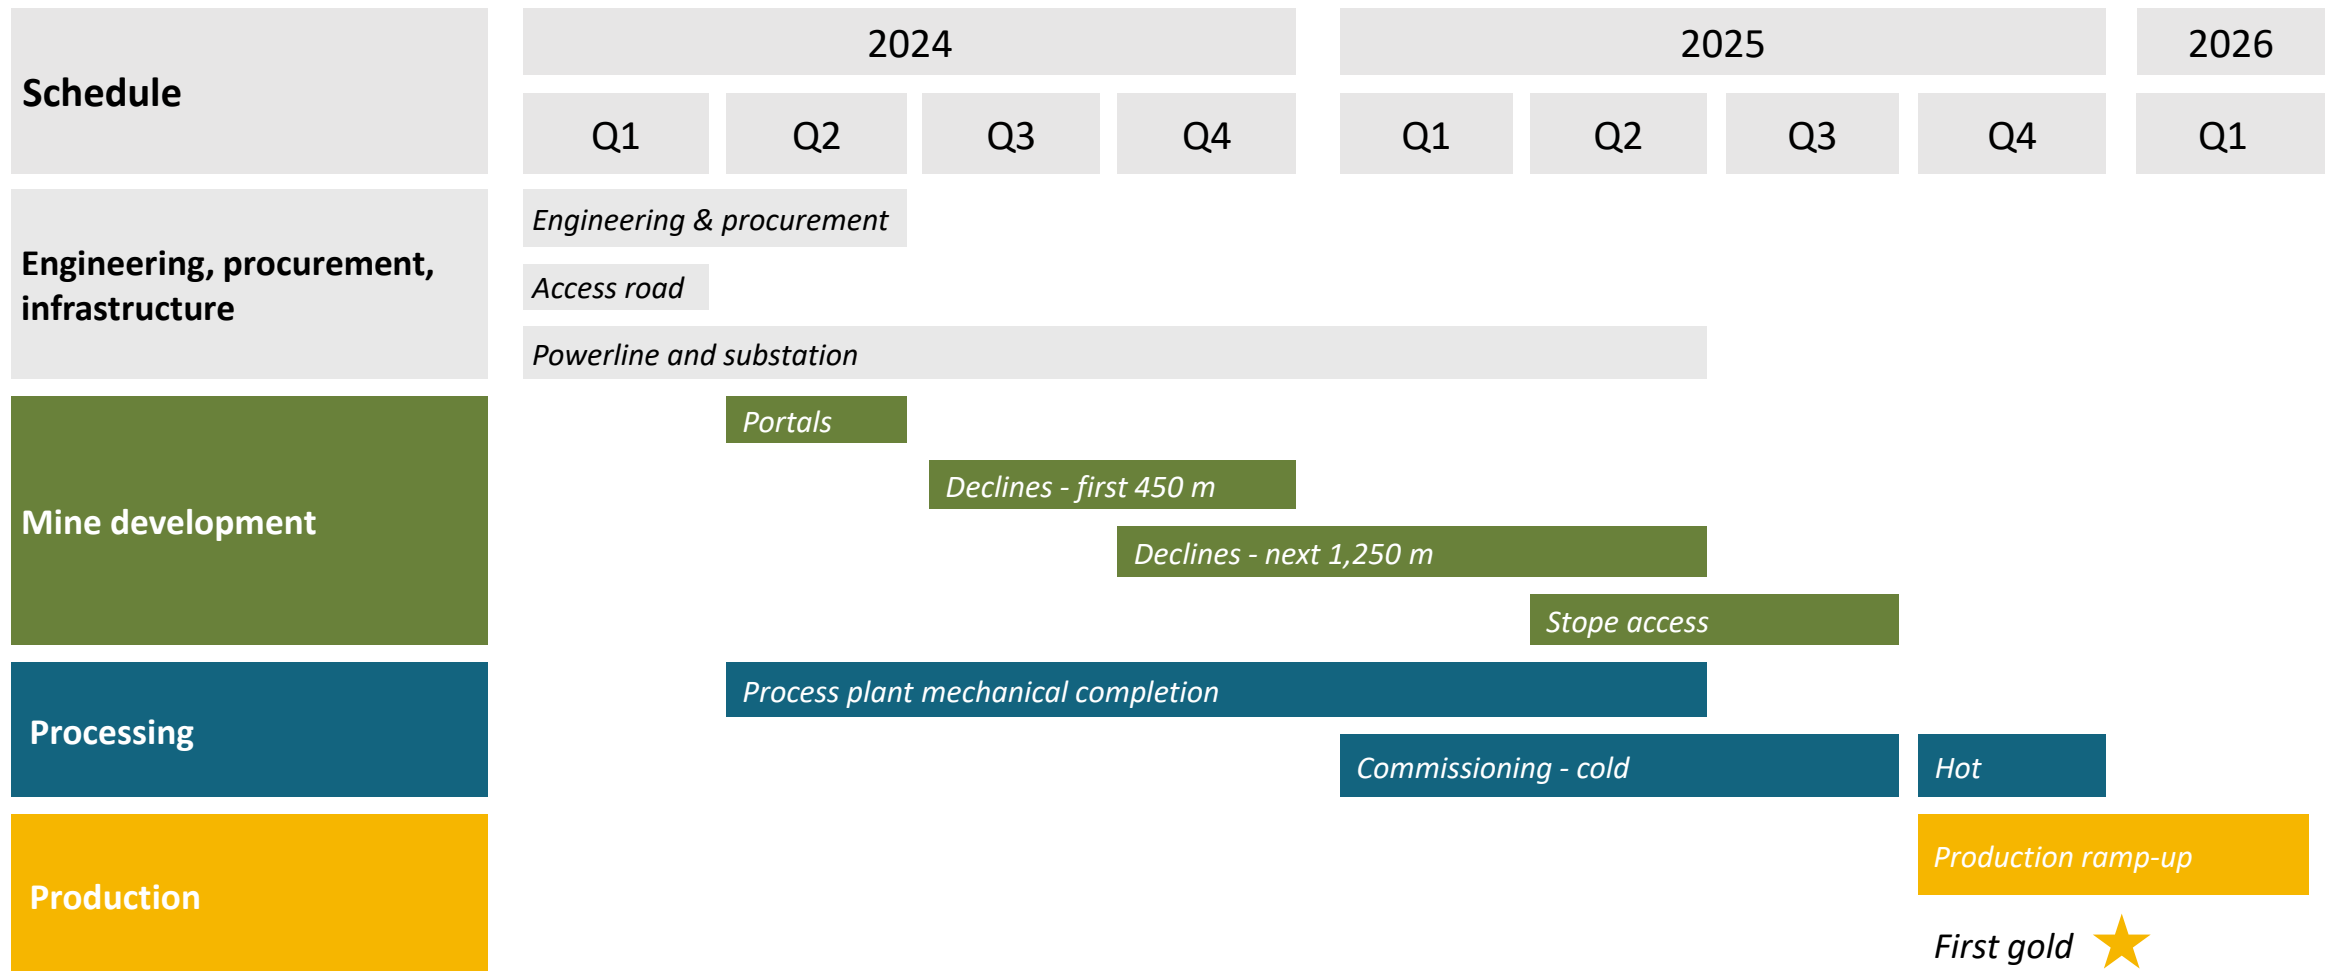 Schedule
2024
2025
2026
Q1
Q2
Q3
Q4
Q1
Q2
Q3
Q4
Q1
Engineering, procurement,
infrastructure
Engineering & procurement
Access road
Powerline and substation
Mine development
Portals
Declines - first 450 m
Declines - next 1,250 m
Stope access
Processing
Process plant mechanical completion
Commissioning - cold
Hot
Production
Production ramp-up
First gold